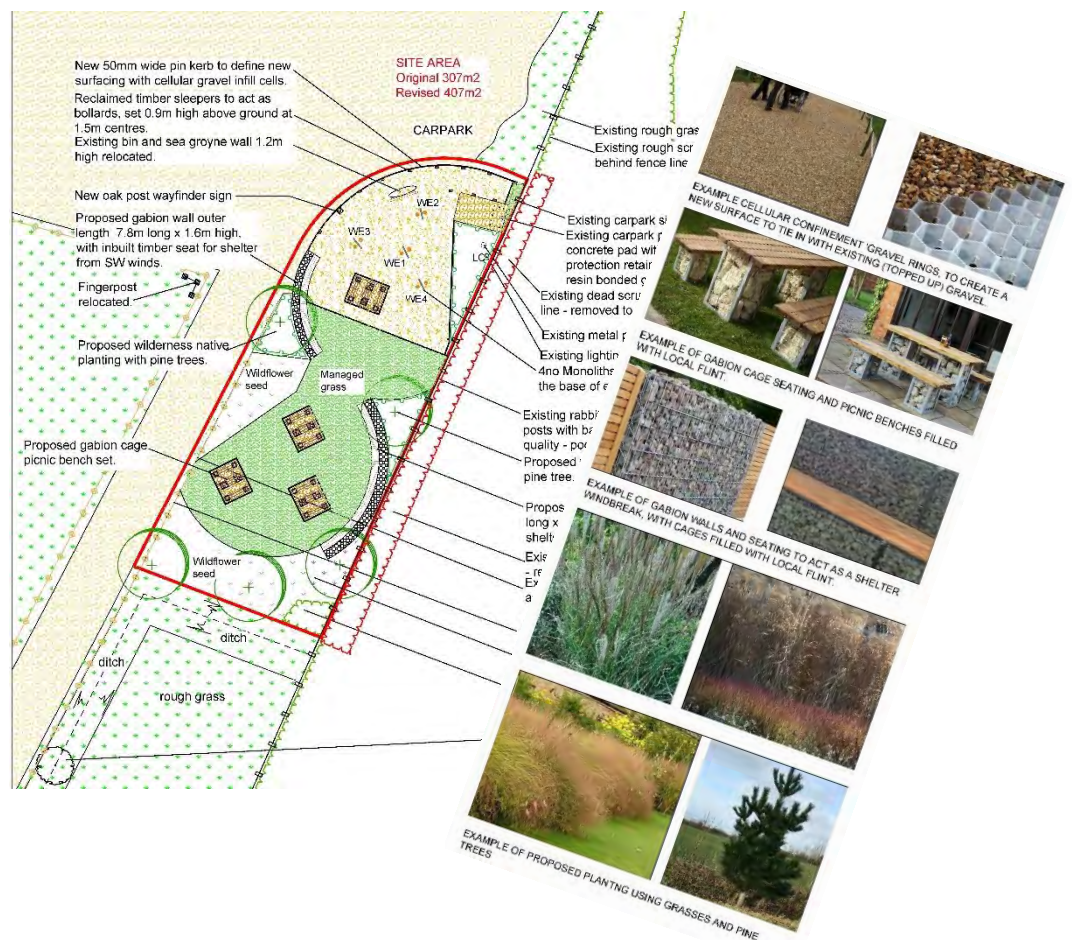 New 50mm wide pin kerb to define new
surfacing with cellular gravel infill cells.
Reclaimed timber sleepers to act as
bollards, set 0.9m high above ground at
1.5m centres.
Existing bin and sea groyne wall 1.2m
high relocated.
New oak post wayfinder sign
Proposed gabion wall outer
length 7.8m long x 1.6m high,
with inbuilt timber seat for shelter
from SW winds.
Fingerpost
relocated.
Proposed wilderness native
planting with pine trees.
Proposed gabion cage
picnic bench set.
SITE AREA
Original 307m2
Revised 407m2
CARPARK
WE2
WE3
WE1
WE4
Wildflower
seed
Managed
grass
Wildflower
seed
ditch
ditch
rough grass
Existing rough gras
Existing rough scr
behind fence line
Existing carpark si
Existing carpark p
concrete pad wit
protection retair
resin bonded g
Existing dead scru
line - removed to
Existing metal p
Existing lightin
4no Monoliths
the base of e
Existing rabbi
posts with ba
quality - poo
Proposed
pine tree.
Propos
long x
shelt
Exis
- re
Ex
a
EXAMPLE CELLULAR CONFINEMENT 'GRAVEL RINGS, TO CREATE A
NEW SURFACE TO TIE IN WITH EXISTING (TOPPED UP) GRAVEL.
EXAMPLE OF GABION CAGE SEATING AND PICNIC BENCHES FILLED
WITH LOCAL FLINT.
EXAMPLE OF GABION WALLS AND SEATING TO ACT AS A SHELTER
WINDBREAK, WITH CAGES FILLED WITH LOCAL FLINT.
EXAMPLE OF PROPOSED PLANTNG USING GRASSES AND PINE
TREES